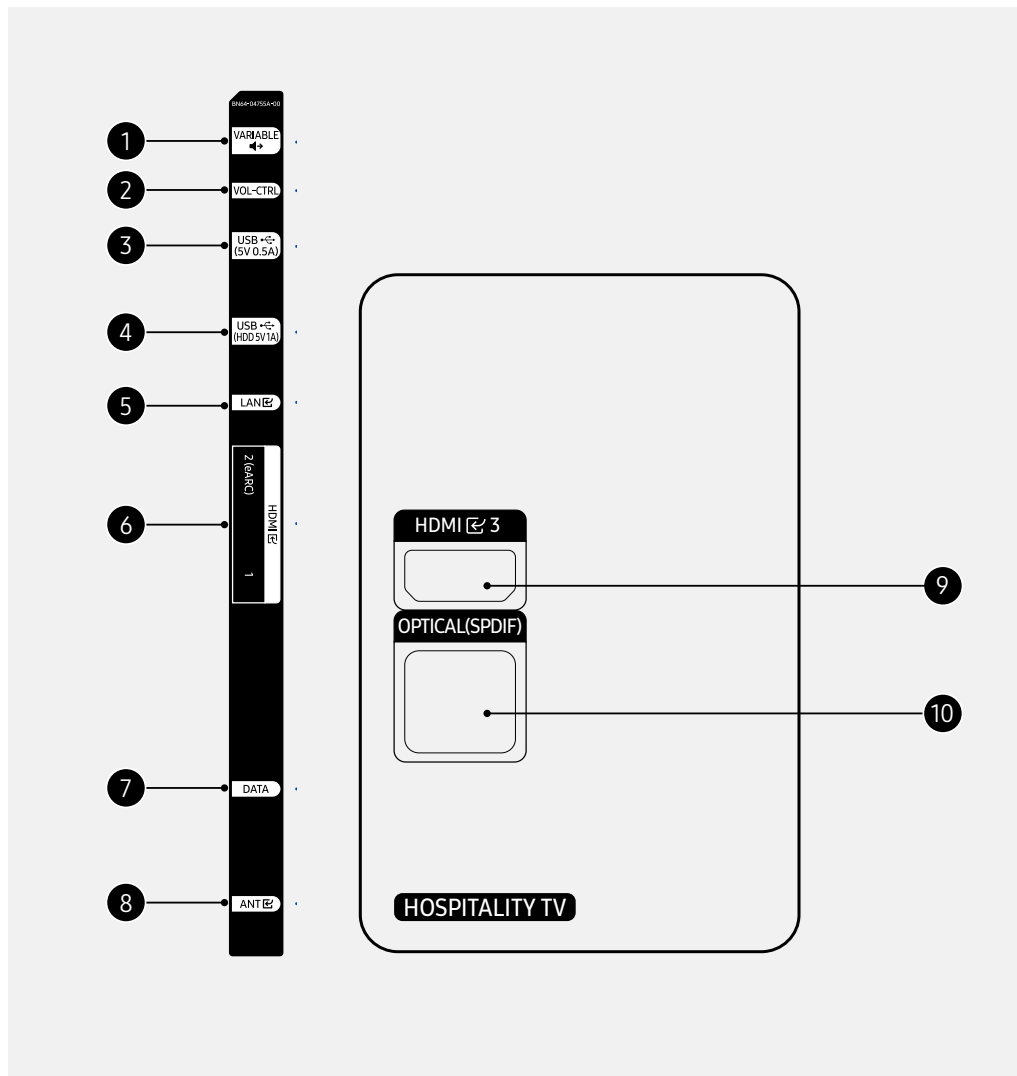 BN64-04755A-00
1
VARIABLE
2
VOL-CTRL
3
USB
(5V 0.5A)
4
USB
(HDD 5V 1A)
5
LAN
6
2 (eARC)
1
HDMI
7
DATA
8
ANT
HDMI 3
9
OPTICAL(SPDIF)
10
HOSPITALITY TV